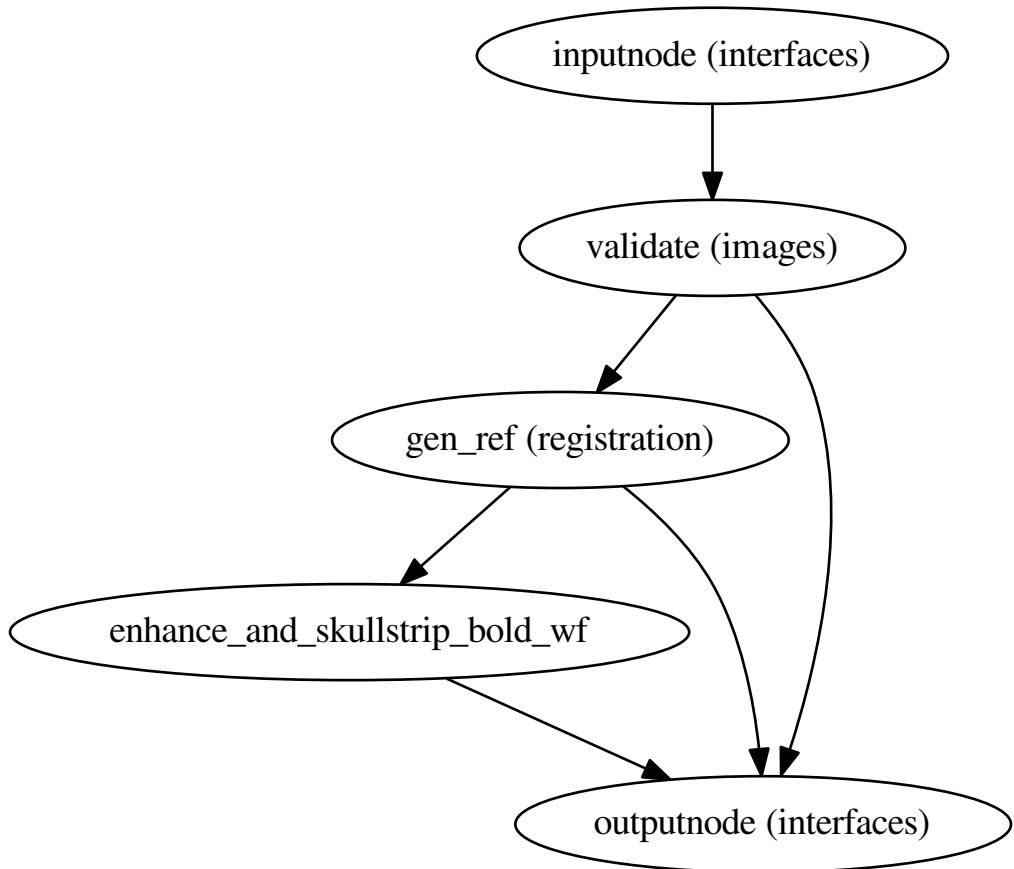 inputnode (interfaces)
validate (images)
gen_ref (registration)
enhance_and_skullstrip_bold_wf
outputnode (interfaces)